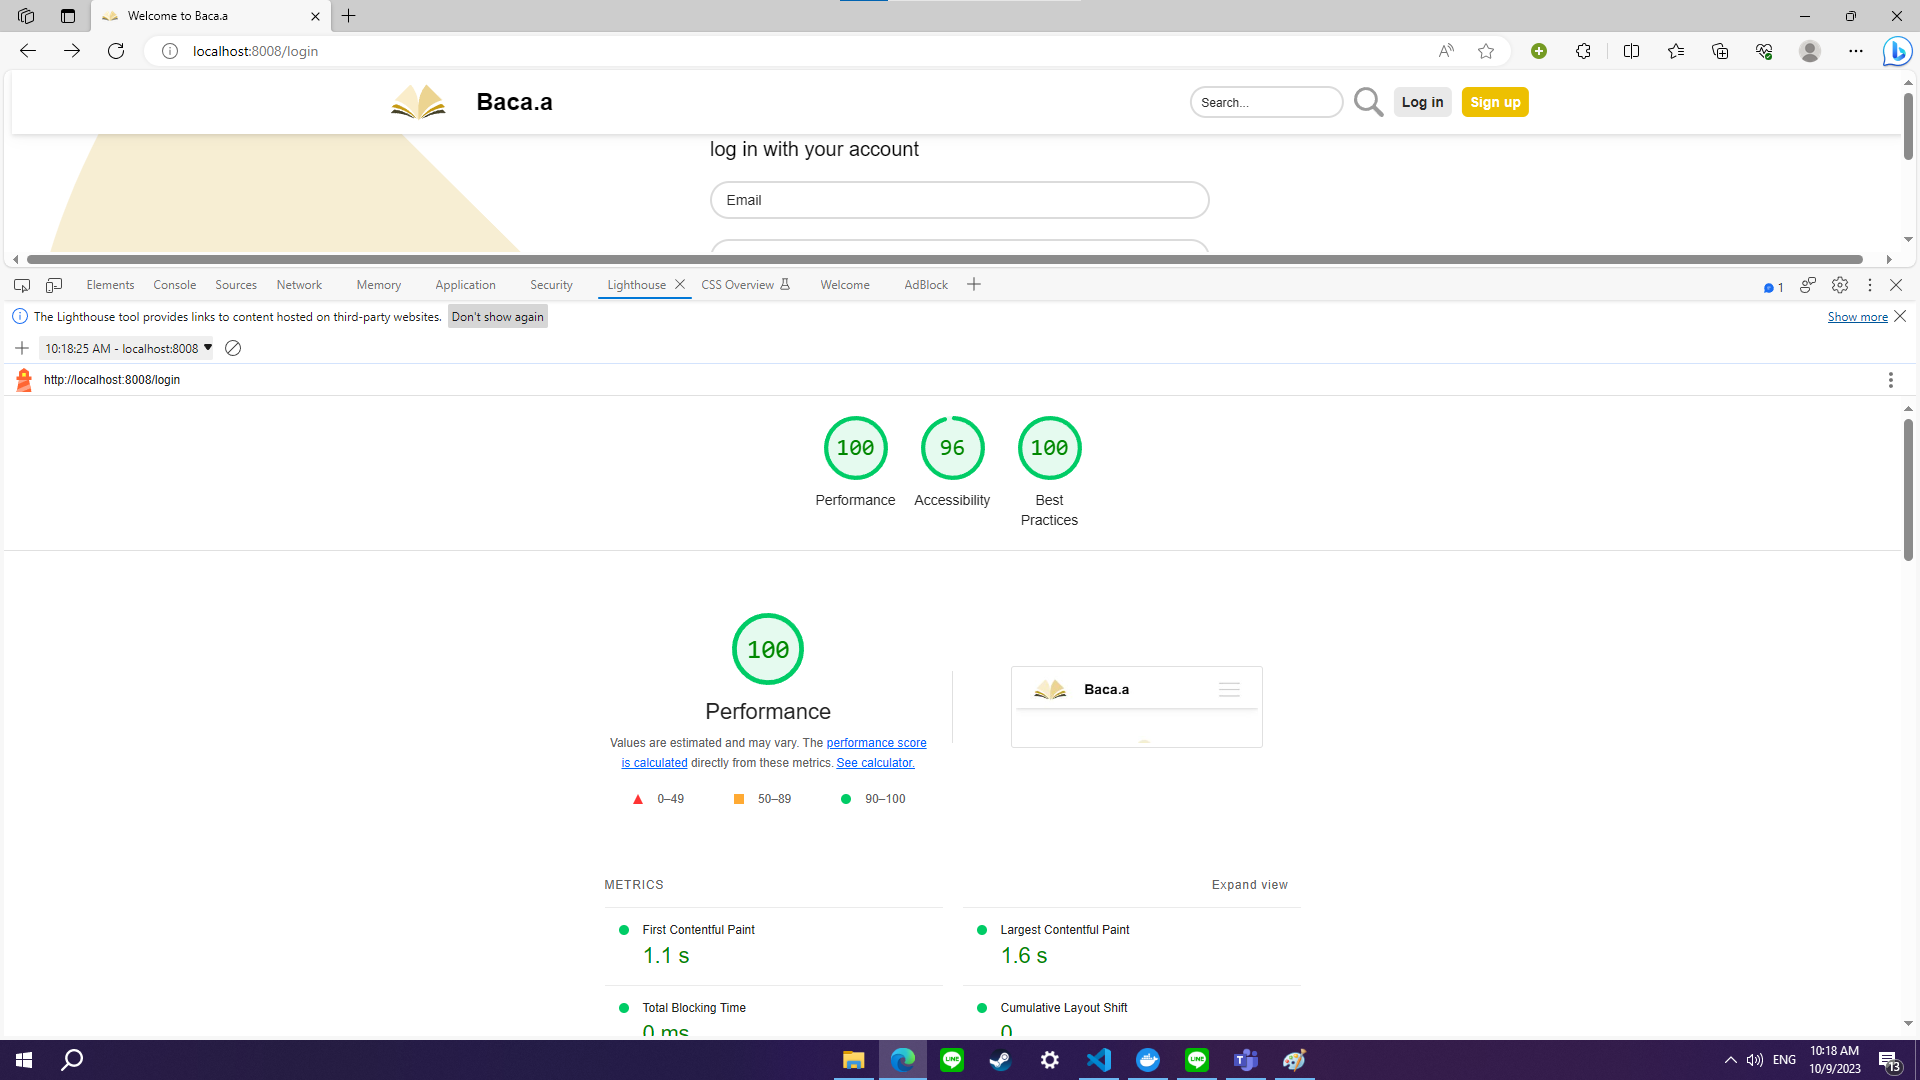 Welcome to Baca.a
localhost:8008/login
Baca.a
Search...
Log in
Sign up
log in with your account
Email
Elements
Console
Sources
Network
Memory
Application
Security
Lighthouse
CSS Overview
Welcome
AdBlock
1
The Lighthouse tool provides links to content hosted on third-party websites.
Don't show again
Show more
10:18:25 AM - localhost:8008
http://localhost:8008/login
100
96
100
Performance
Accessibility
Best
Practices
100
Performance
Values are estimated and may vary. The performance score
is calculated directly from these metrics. See calculator.
0–49
50–89
90–100
Baca.a
METRICS
Expand view
First Contentful Paint
1.1 s
Largest Contentful Paint
1.6 s
Total Blocking Time
0 ms
Cumulative Layout Shift
0
ENG
10:18 AM
10/9/2023
13